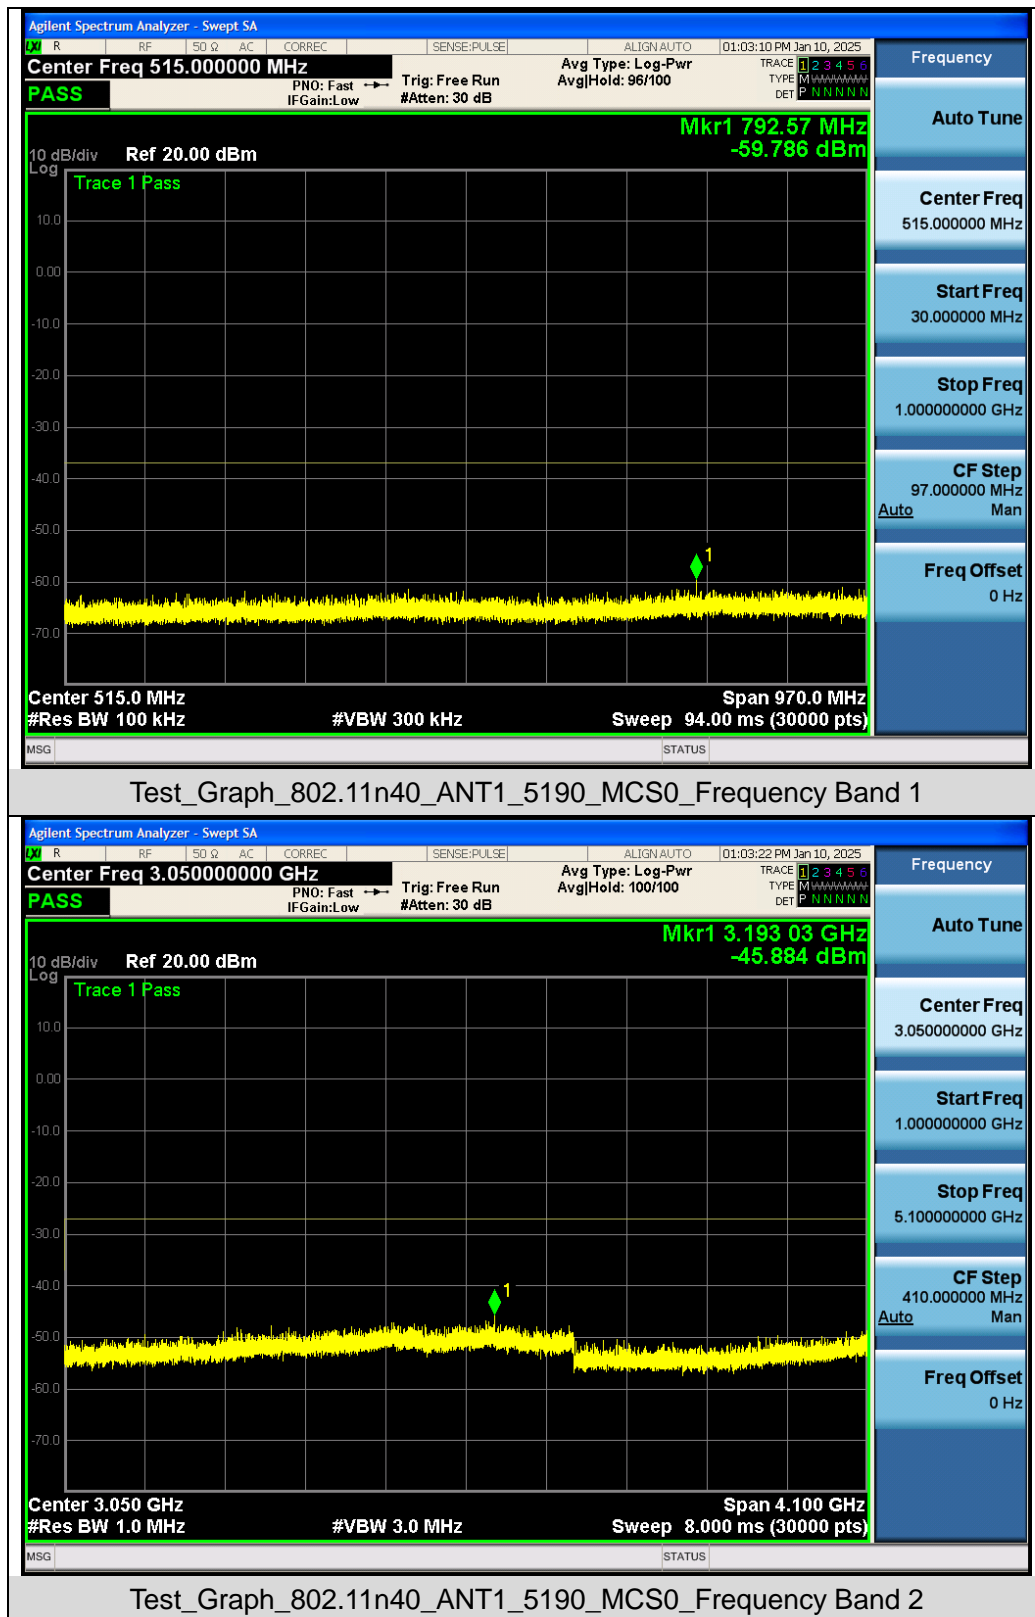 Agilent Spectrum Analyzer - Swept SA
LXI R RF 50 Ω AC CORREC SENSE:PULSE ALIGN AUTO 01:03:10 PM Jan 10, 2025
Center Freq 515.000000 MHz
PASS
PNO: Fast
IFGain:Low
Trig: Free Run
#Atten: 30 dB
Avg Type: Log-Pwr
Avg|Hold: 96/100
TRACE 1 2 3 4 5 6
TYPE M
DET P N N N N N
Mkr1 792.57 MHz
-59.786 dBm
10 dB/div Ref 20.00 dBm
Log
Trace 1 Pass
10.0
0.00
-10.0
-20.0
-30.0
-40.0
-50.0
-60.0
-70.0
1
Center 515.0 MHz Span 970.0 MHz
#Res BW 100 kHz #VBW 300 kHz Sweep 94.00 ms (30000 pts)
MSG STATUS
Frequency
Auto Tune
Center Freq
515.000000 MHz
Start Freq
30.000000 MHz
Stop Freq
1.000000000 GHz
CF Step
97.000000 MHz
Auto Man
Freq Offset
0 Hz
Test_Graph_802.11n40_ANT1_5190_MCS0_Frequency Band 1
Agilent Spectrum Analyzer - Swept SA
LXI R RF 50 Ω AC CORREC SENSE:PULSE ALIGN AUTO 01:03:22 PM Jan 10, 2025
Center Freq 3.050000000 GHz
PASS
PNO: Fast
IFGain:Low
Trig: Free Run
#Atten: 30 dB
Avg Type: Log-Pwr
Avg|Hold: 100/100
TRACE 1 2 3 4 5 6
TYPE M
DET P N N N N N
Mkr1 3.193 03 GHz
-45.884 dBm
10 dB/div Ref 20.00 dBm
Log
Trace 1 Pass
10.0
0.00
-10.0
-20.0
-30.0
-40.0
-50.0
-60.0
-70.0
1
Center 3.050 GHz Span 4.100 GHz
#Res BW 1.0 MHz #VBW 3.0 MHz Sweep 8.000 ms (30000 pts)
MSG STATUS
Frequency
Auto Tune
Center Freq
3.050000000 GHz
Start Freq
1.000000000 GHz
Stop Freq
5.100000000 GHz
CF Step
410.000000 MHz
Auto Man
Freq Offset
0 Hz
Test_Graph_802.11n40_ANT1_5190_MCS0_Frequency Band 2